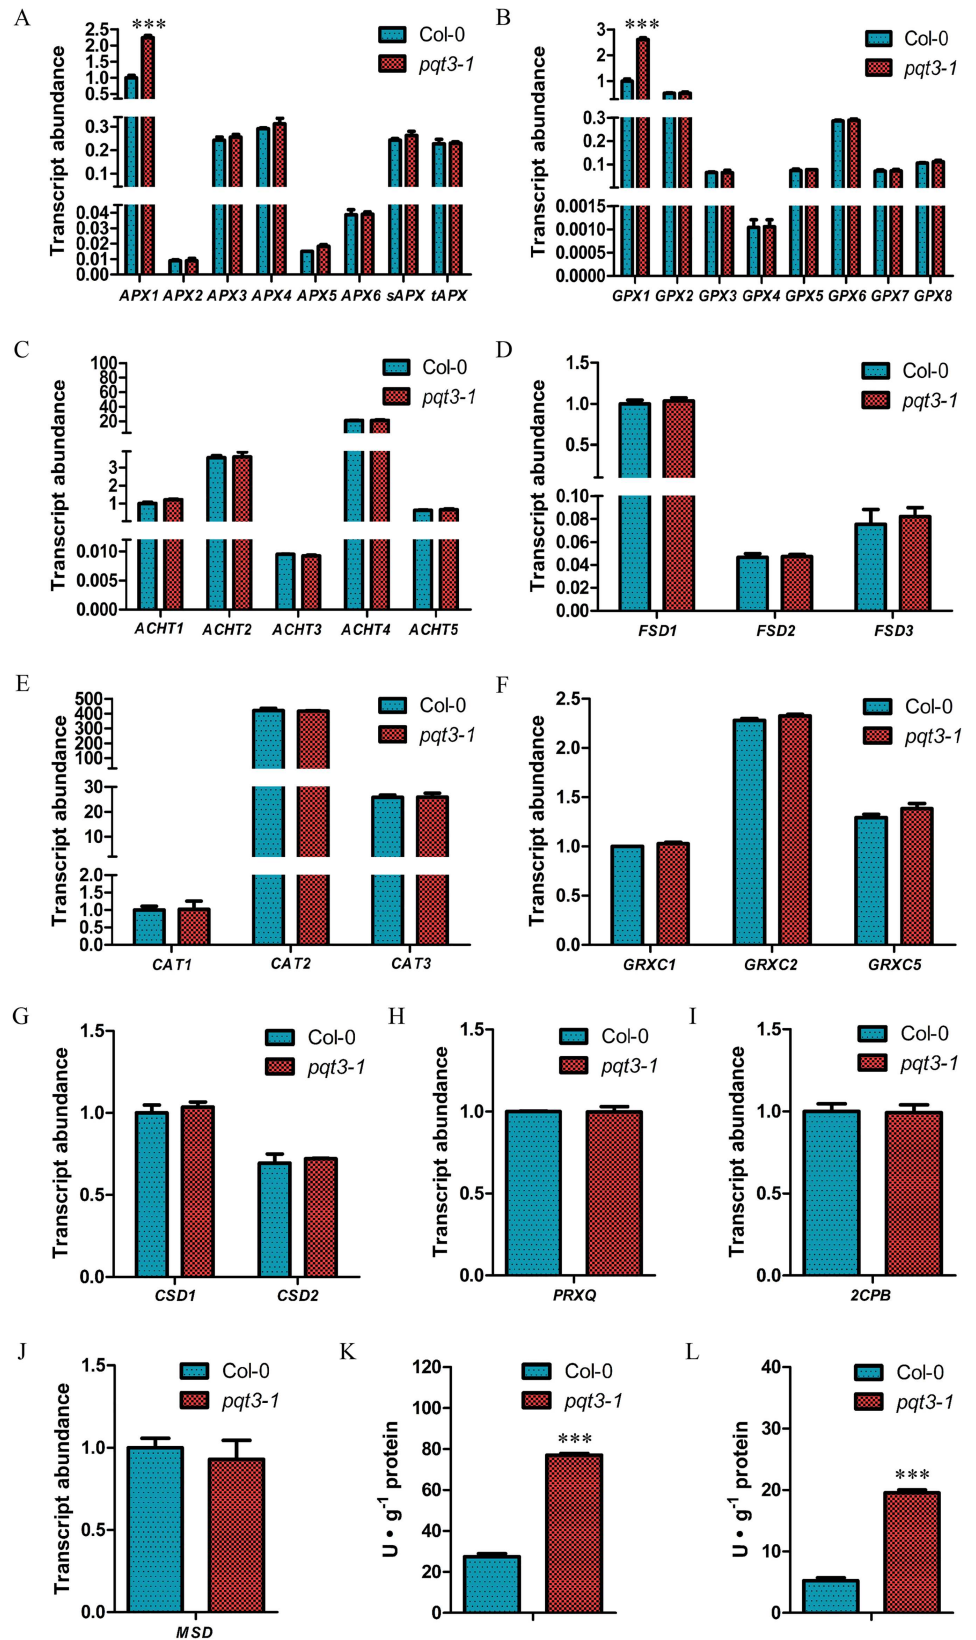 A
Transcript abundance
2.5
2.0
1.5
1.0
0.5
0.3
0.2
0.1
0.04
0.03
0.02
0.01
0.00
***
Col-0
pqt3-1
APX1 APX2 APX3 APX4 APX5 APX6 sAPX tAPX
B
Transcript abundance
3
2
1
0.3
0.2
0.1
0.0015
0.0010
0.0005
0.0000
***
Col-0
pqt3-1
GPX1 GPX2 GPX3 GPX4 GPX5 GPX6 GPX7 GPX8
C
Transcript abundance
100
80
60
40
20
3
2
1
0.010
0.005
0.000
Col-0
pqt3-1
ACHT1 ACHT2 ACHT3 ACHT4 ACHT5
D
Transcript abundance
1.5
1.0
0.5
0.10
0.08
0.06
0.04
0.02
0.00
Col-0
pqt3-1
FSD1 FSD2 FSD3
E
Transcript abundance
500
400
300
200
100
30
20
10
2.0
1.5
1.0
0.5
0.0
Col-0
pqt3-1
CAT1 CAT2 CAT3
F
Transcript abundance
2.5
2.0
1.5
1.0
0.5
0.0
Col-0
pqt3-1
GRXC1 GRXC2 GRXC5
G
Transcript abundance
1.5
1.0
0.5
0.0
Col-0
pqt3-1
CSD1 CSD2
H
Transcript abundance
1.5
1.0
0.5
0.0
Col-0
pqt3-1
PRXQ
I
Transcript abundance
1.5
1.0
0.5
0.0
Col-0
pqt3-1
2CPB
J
Transcript abundance
1.5
1.0
0.5
0.0
Col-0
pqt3-1
MSD
K
U • g⁻¹ protein
120
100
80
60
40
20
0
Col-0
pqt3-1
***
L
U • g⁻¹ protein
40
30
20
10
0
Col-0
pqt3-1
***